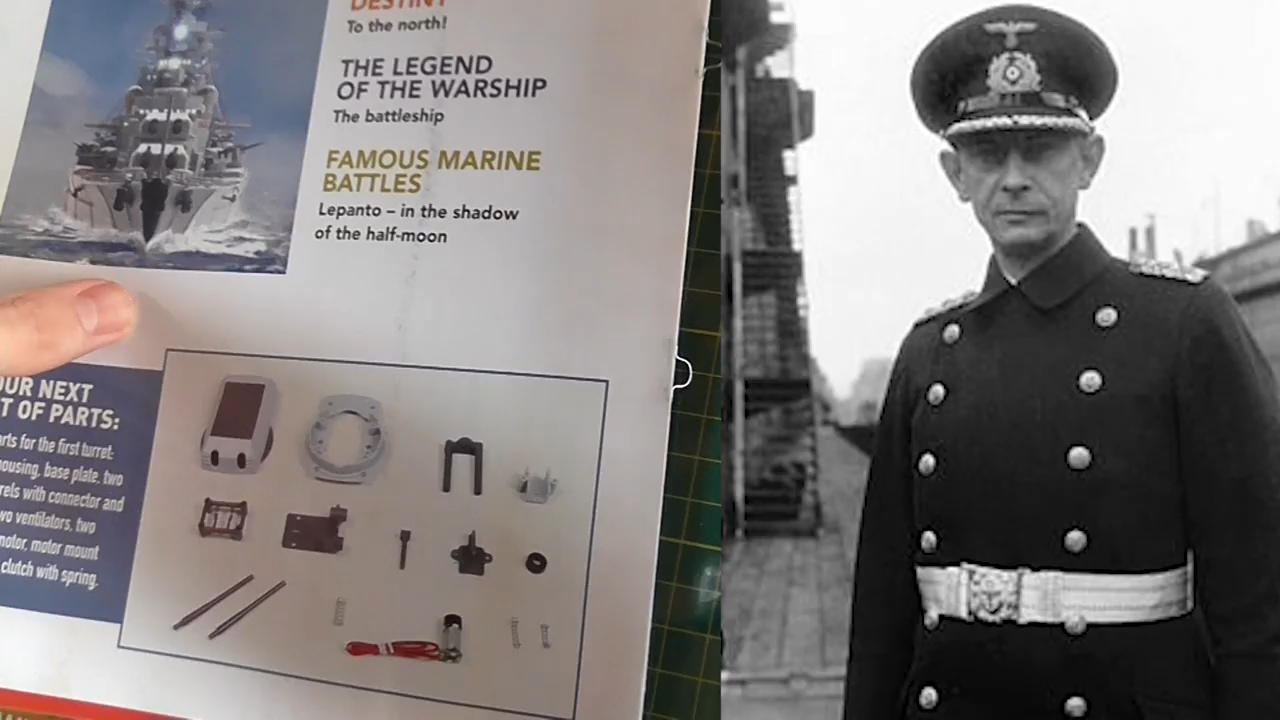 DESTINY
To the north!
THE LEGEND
OF THE WARSHIP
The battleship
FAMOUS MARINE
BATTLES
Lepanto – in the shadow
of the half-moon
OUR NEXT
T OF PARTS:
arts for the first turret:
housing, base plate, two
rels with connector and
wo ventilators, two
motor, motor mount
clutch with spring.